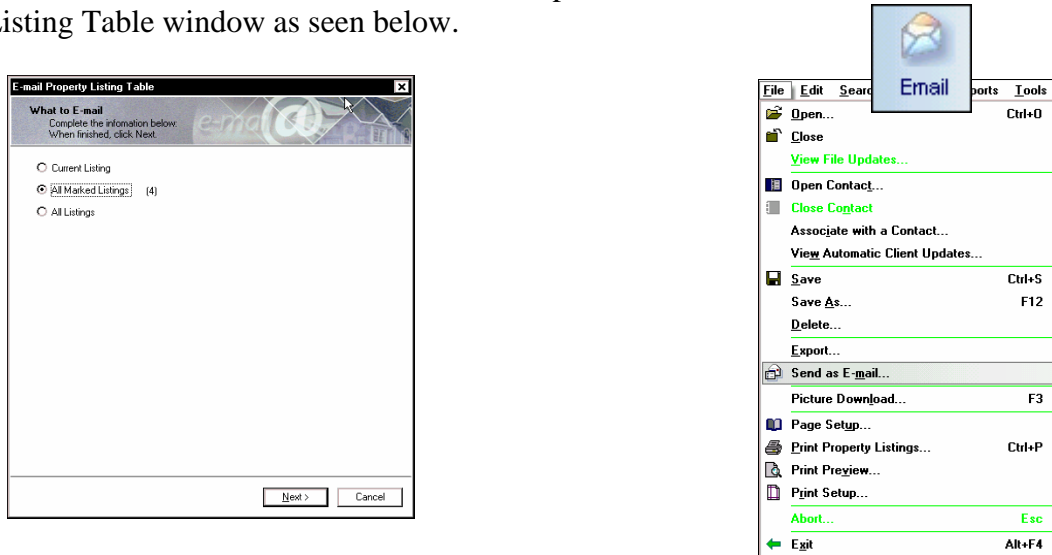 Listing Table window as seen below.
E-mail Property Listing Table
What to E-mail
Complete the infomation below.
When finished, click Next.
e-ma
Current Listing
All Marked Listings (4)
All Listings
Next > Cancel
Email
File Edit Searc ports Tools
Open... Ctrl+O
Close
View File Updates...
Open Contact...
Close Contact
Associate with a Contact...
View Automatic Client Updates...
Save Ctrl+S
Save As... F12
Delete...
Export...
Send as E-mail...
Picture Download... F3
Page Setup...
Print Property Listings... Ctrl+P
Print Preview...
Print Setup...
Abort... Esc
Exit Alt+F4